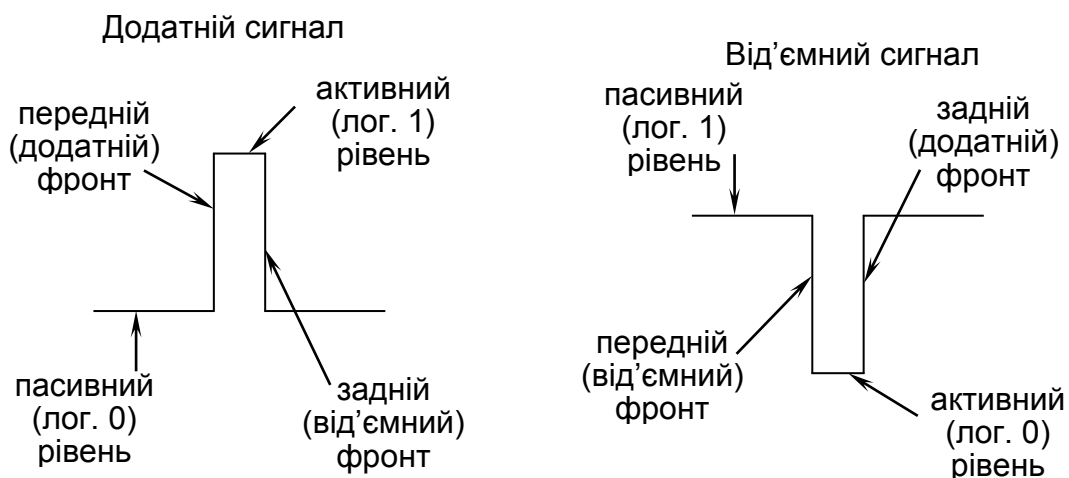 Додатній сигнал
активний
(лог. 1)
рівень
передній
(додатній)
фронт
пасивний
(лог. 0)
рівень
задній
(від’ємний)
фронт
Від’ємний сигнал
пасивний
(лог. 1)
рівень
задній
(додатній)
фронт
передній
(від’ємний)
фронт
активний
(лог. 0)
рівень